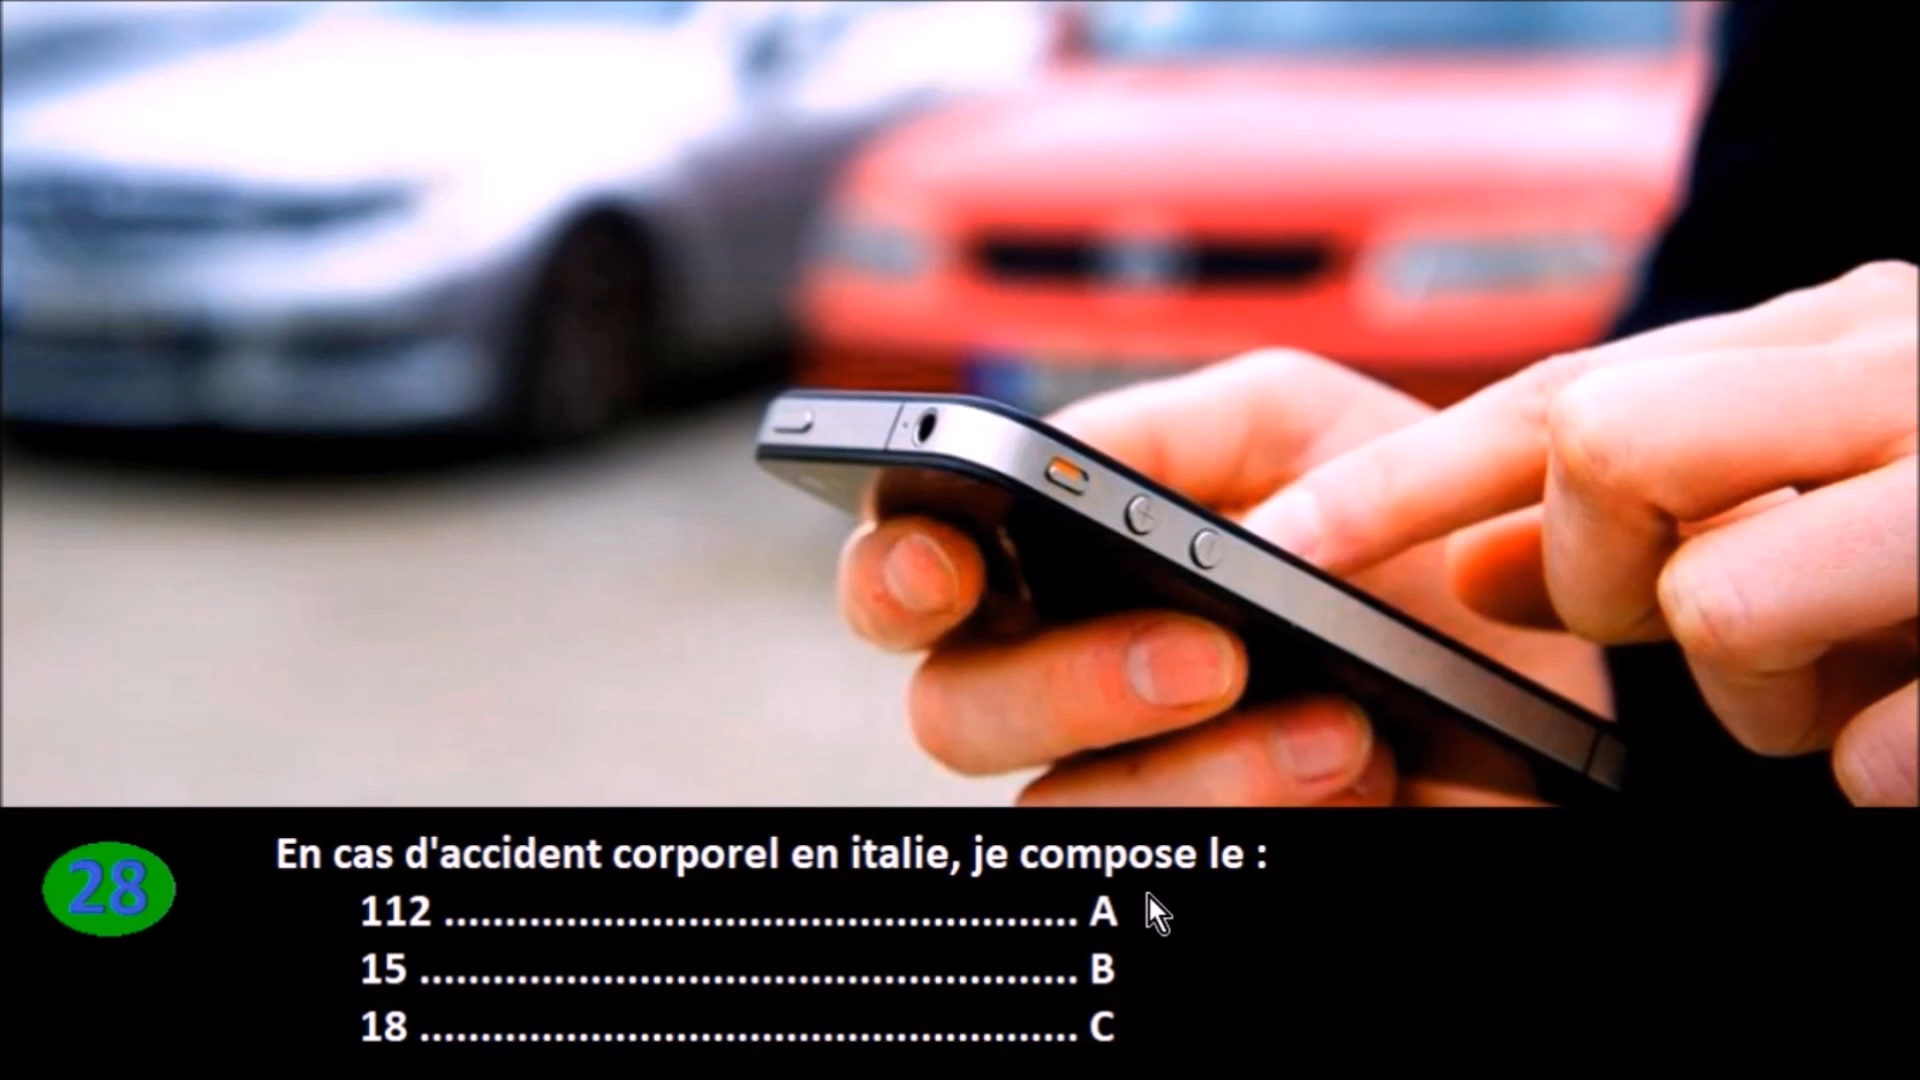 28
En cas d'accident corporel en italie, je compose le :
112 .................................................... A
15 ...................................................... B
18 ...................................................... C